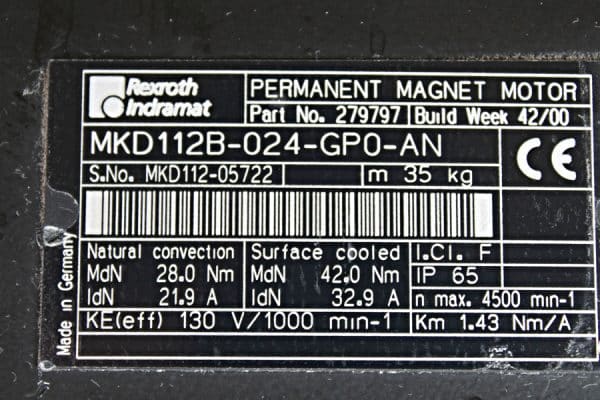 Rexroth
Indramat
PERMANENT MAGNET MOTOR
Part No. 279797 Build Week 42/00
MKD112B-024-GP0-AN
CE
S.No. MKD112-05722 m 35 kg
Natural convection Surface cooled I.Cl. F
MdN 28.0 Nm MdN 42.0 Nm IP 65
IdN 21.9 A IdN 32.9 A n max. 4500 min-1
KE(eff) 130 V/1000 min-1 Km 1.43 Nm/A
Made in Germany